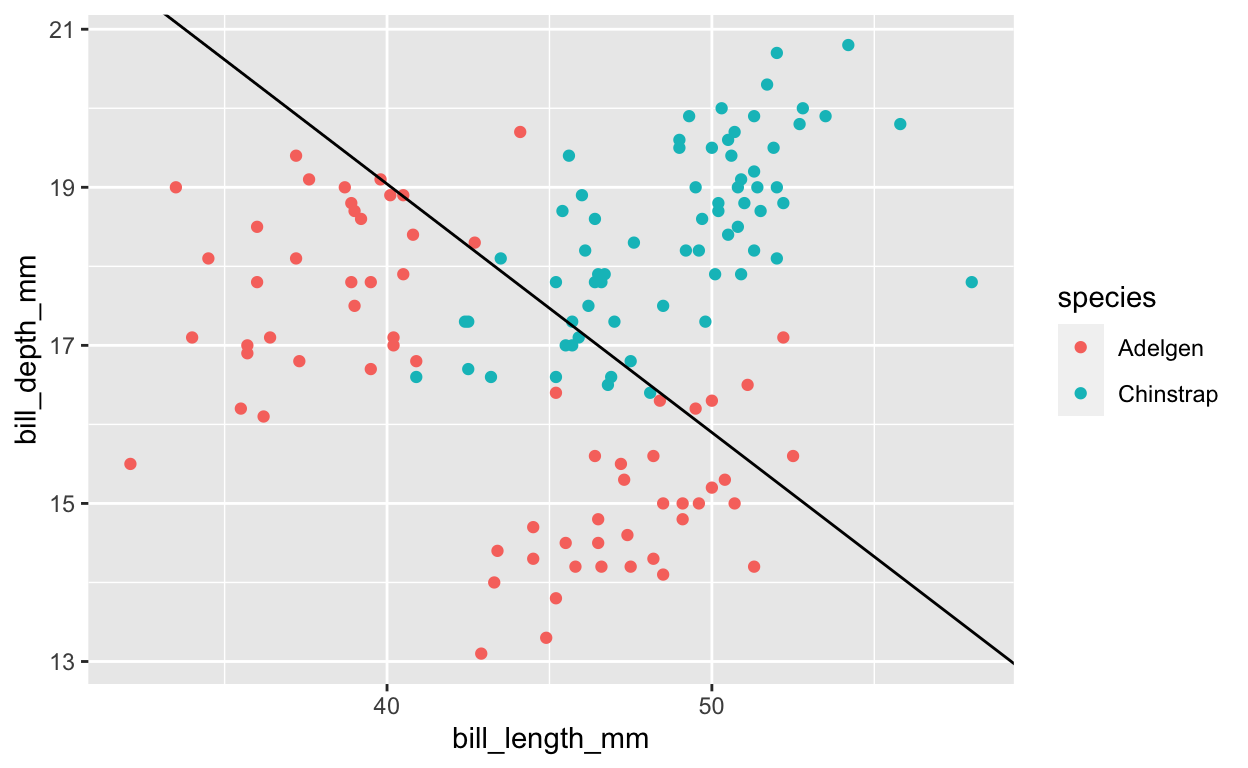 21
19
17
15
13
bill_depth_mm
40
50
bill_length_mm
species
Adelgen
Chinstrap